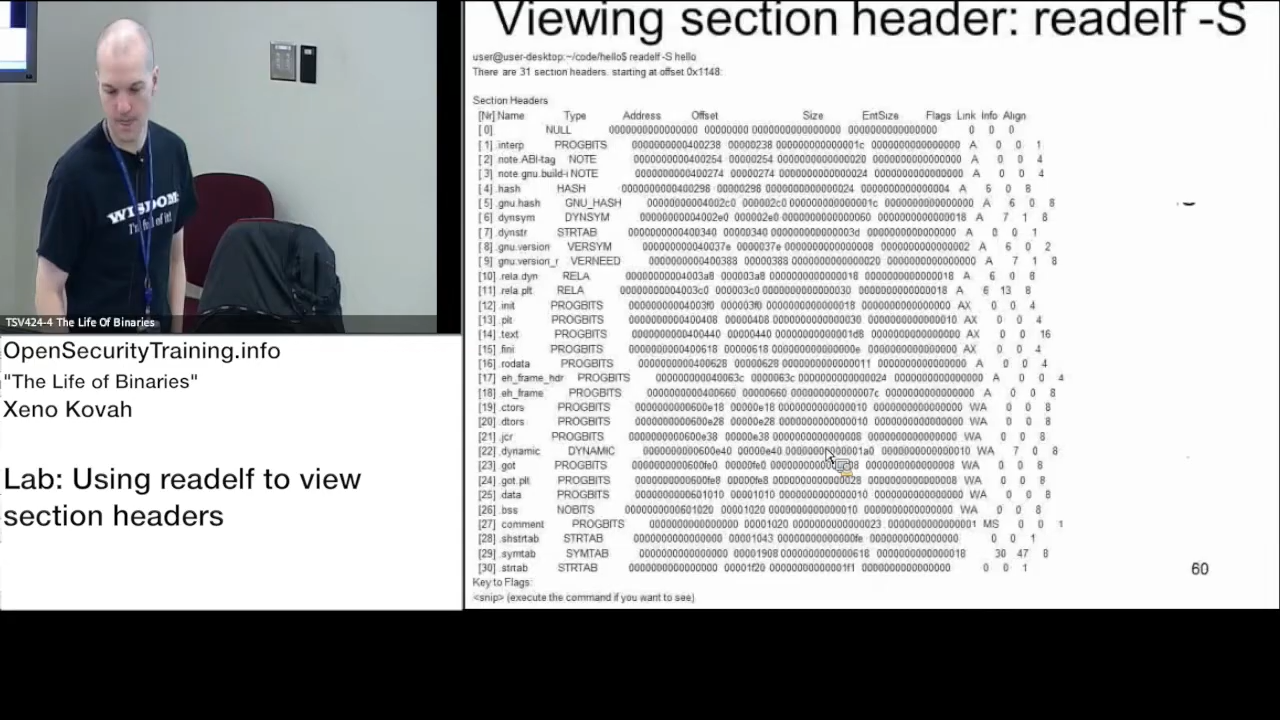 WISDOM:
I'm full of it!
TSV424-4 The Life Of Binaries
OpenSecurityTraining.info
"The Life of Binaries"
Xeno Kovah
Lab: Using readelf to view
section headers
Viewing section header: readelf -S
user@user-desktop:~/code/hello$ readelf -S hello
There are 31 section headers, starting at offset 0x1148:
Section Headers
[Nr] Name Type Address Offset Size EntSize Flags Link Info Align
[ 0] NULL 0000000000000000 00000000 0000000000000000 0000000000000000 0 0 0
[ 1] .interp PROGBITS 0000000000400238 00000238 000000000000001c 0000000000000000 A 0 0 1
[ 2] .note.ABI-tag NOTE 0000000000400254 00000254 0000000000000020 0000000000000000 A 0 0 4
[ 3] .note.gnu.build-i NOTE 0000000000400274 00000274 0000000000000024 0000000000000000 A 0 0 4
[ 4] .hash HASH 0000000000400298 00000298 0000000000000024 0000000000000004 A 6 0 8
[ 5] .gnu.hash GNU_HASH 00000000004002c0 000002c0 000000000000001c 0000000000000000 A 6 0 8
[ 6] .dynsym DYNSYM 00000000004002e0 000002e0 0000000000000060 0000000000000018 A 7 1 8
[ 7] .dynstr STRTAB 0000000000400340 00000340 000000000000003d 0000000000000000 A 0 0 1
[ 8] .gnu.version VERSYM 000000000040037e 0000037e 0000000000000008 0000000000000002 A 6 0 2
[ 9] .gnu.version_r VERNEED 0000000000400388 00000388 0000000000000020 0000000000000000 A 7 1 8
[10] .rela.dyn RELA 00000000004003a8 000003a8 0000000000000018 0000000000000018 A 6 0 8
[11] .rela.plt RELA 00000000004003c0 000003c0 0000000000000030 0000000000000018 A 6 13 8
[12] .init PROGBITS 00000000004003f0 000003f0 0000000000000018 0000000000000000 AX 0 0 4
[13] .plt PROGBITS 0000000000400408 00000408 0000000000000030 0000000000000010 AX 0 0 4
[14] .text PROGBITS 0000000000400440 00000440 00000000000001d8 0000000000000000 AX 0 0 16
[15] .fini PROGBITS 0000000000400618 00000618 000000000000000e 0000000000000000 AX 0 0 4
[16] .rodata PROGBITS 0000000000400628 00000628 0000000000000011 0000000000000000 A 0 0 4
[17] .eh_frame_hdr PROGBITS 000000000040063c 0000063c 0000000000000024 0000000000000000 A 0 0 4
[18] .eh_frame PROGBITS 0000000000400660 00000660 000000000000007c 0000000000000000 A 0 0 8
[19] .ctors PROGBITS 0000000000600e18 00000e18 0000000000000010 0000000000000000 WA 0 0 8
[20] .dtors PROGBITS 0000000000600e28 00000e28 0000000000000010 0000000000000000 WA 0 0 8
[21] .jcr PROGBITS 0000000000600e38 00000e38 0000000000000008 0000000000000000 WA 0 0 8
[22] .dynamic DYNAMIC 0000000000600e40 00000e40 00000000000001a0 0000000000000010 WA 7 0 8
[23] .got PROGBITS 0000000000600fe0 00000fe0 0000000000000008 0000000000000008 WA 0 0 8
[24] .got.plt PROGBITS 0000000000600fe8 00000fe8 0000000000000028 0000000000000008 WA 0 0 8
[25] .data PROGBITS 0000000000601010 00001010 0000000000000010 0000000000000000 WA 0 0 8
[26] .bss NOBITS 0000000000601020 00001020 0000000000000010 0000000000000000 WA 0 0 8
[27] .comment PROGBITS 0000000000000000 00001020 0000000000000023 0000000000000001 MS 0 0 1
[28] .shstrtab STRTAB 0000000000000000 00001043 00000000000000fe 0000000000000000 0 0 1
[29] .symtab SYMTAB 0000000000000000 00001908 0000000000000618 0000000000000018 30 47 8
[30] .strtab STRTAB 0000000000000000 00001f20 00000000000001f1 0000000000000000 0 0 1
Key to Flags:
<snip> (execute the command if you want to see)
60